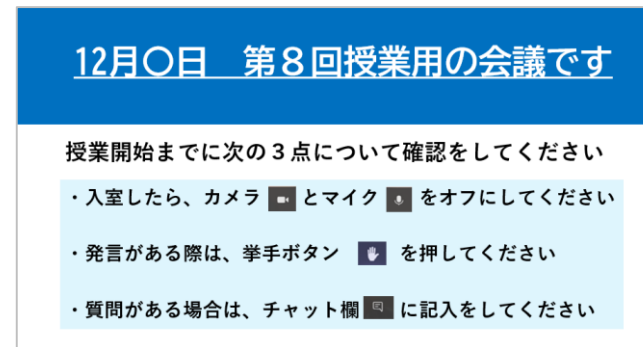 12月〇日　第８回授業用の会議です
授業開始までに次の３点について確認をしてください
・入室したら、カメラ とマイク をオフにしてください
・発言がある際は、挙手ボタン を押してください
・質問がある場合は、チャット欄 に記入をしてください